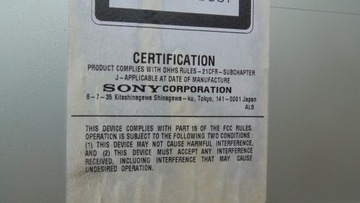 CERTIFICATION
PRODUCT COMPLIES WITH DHHS RULES - 21CFR - SUBCHAPTER
J - APPLICABLE AT DATE OF MANUFACTURE
SONY CORPORATION
6 - 7 - 35 Kitashinagawa Shinagawa - ku, Tokyo, 141 - 0001 Japan
THIS DEVICE COMPLIES WITH PART 15 OF THE FCC RULES.
OPERATION IS SUBJECT TO THE FOLLOWING TWO CONDITIONS :
(1) THIS DEVICE MAY NOT CAUSE HARMFUL INTERFERENCE,
AND (2) THIS DEVICE MUST ACCEPT ANY INTERFERENCE
RECEIVED, INCLUDING INTERFERENCE THAT MAY CAUSE
UNDESIRED OPERATION.